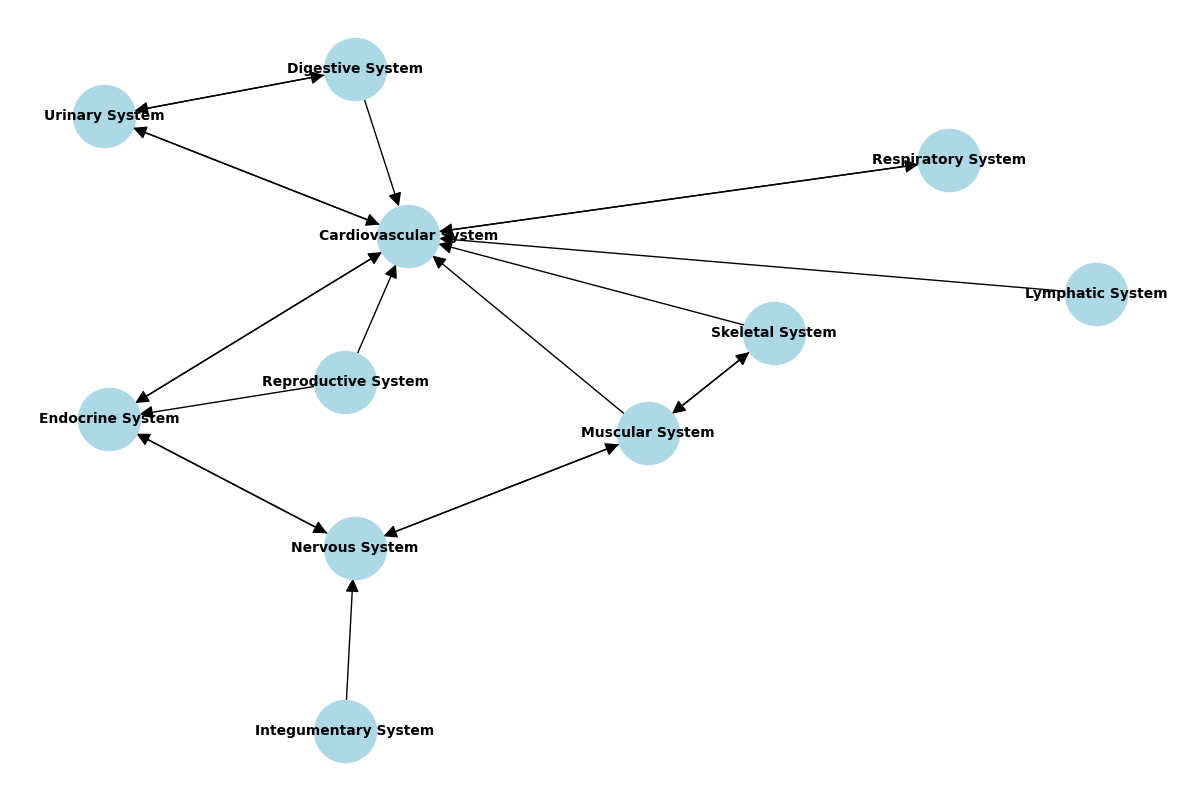 Digestive System
Urinary System
Respiratory System
Cardiovascular System
Lymphatic System
Skeletal System
Reproductive System
Endocrine System
Muscular System
Nervous System
Integumentary System